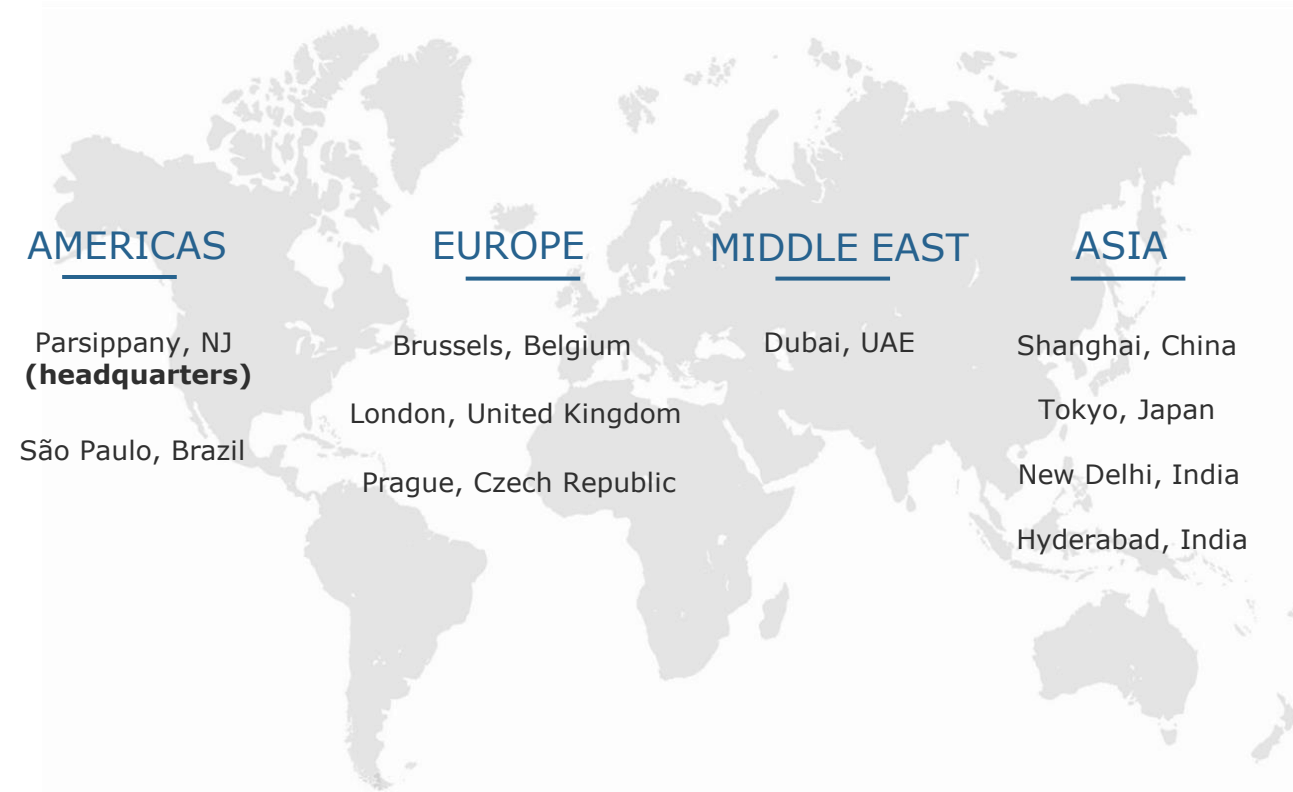 AMERICAS
Parsippany, NJ
(headquarters)
São Paulo, Brazil
EUROPE
Brussels, Belgium
London, United Kingdom
Prague, Czech Republic
MIDDLE EAST
Dubai, UAE
ASIA
Shanghai, China
Tokyo, Japan
New Delhi, India
Hyderabad, India